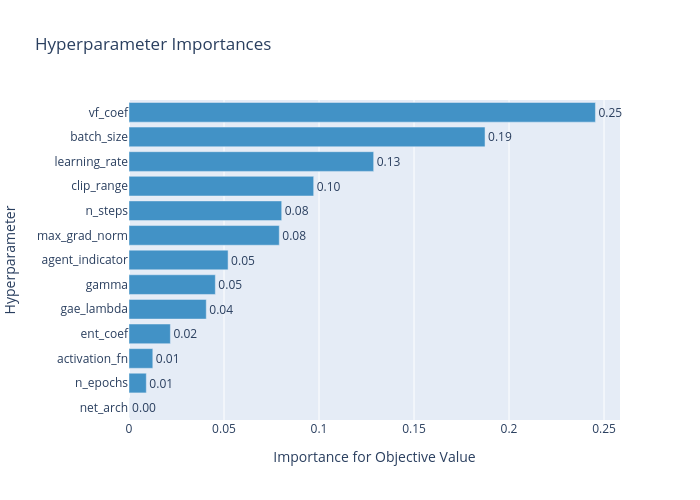 Hyperparameter Importances
Hyperparameter
vf_coef 0.25
batch_size 0.19
learning_rate 0.13
clip_range 0.10
n_steps 0.08
max_grad_norm 0.08
agent_indicator 0.05
gamma 0.05
gae_lambda 0.04
ent_coef 0.02
activation_fn 0.01
n_epochs 0.01
net_arch 0.00
0 0.05 0.1 0.15 0.2 0.25
Importance for Objective Value